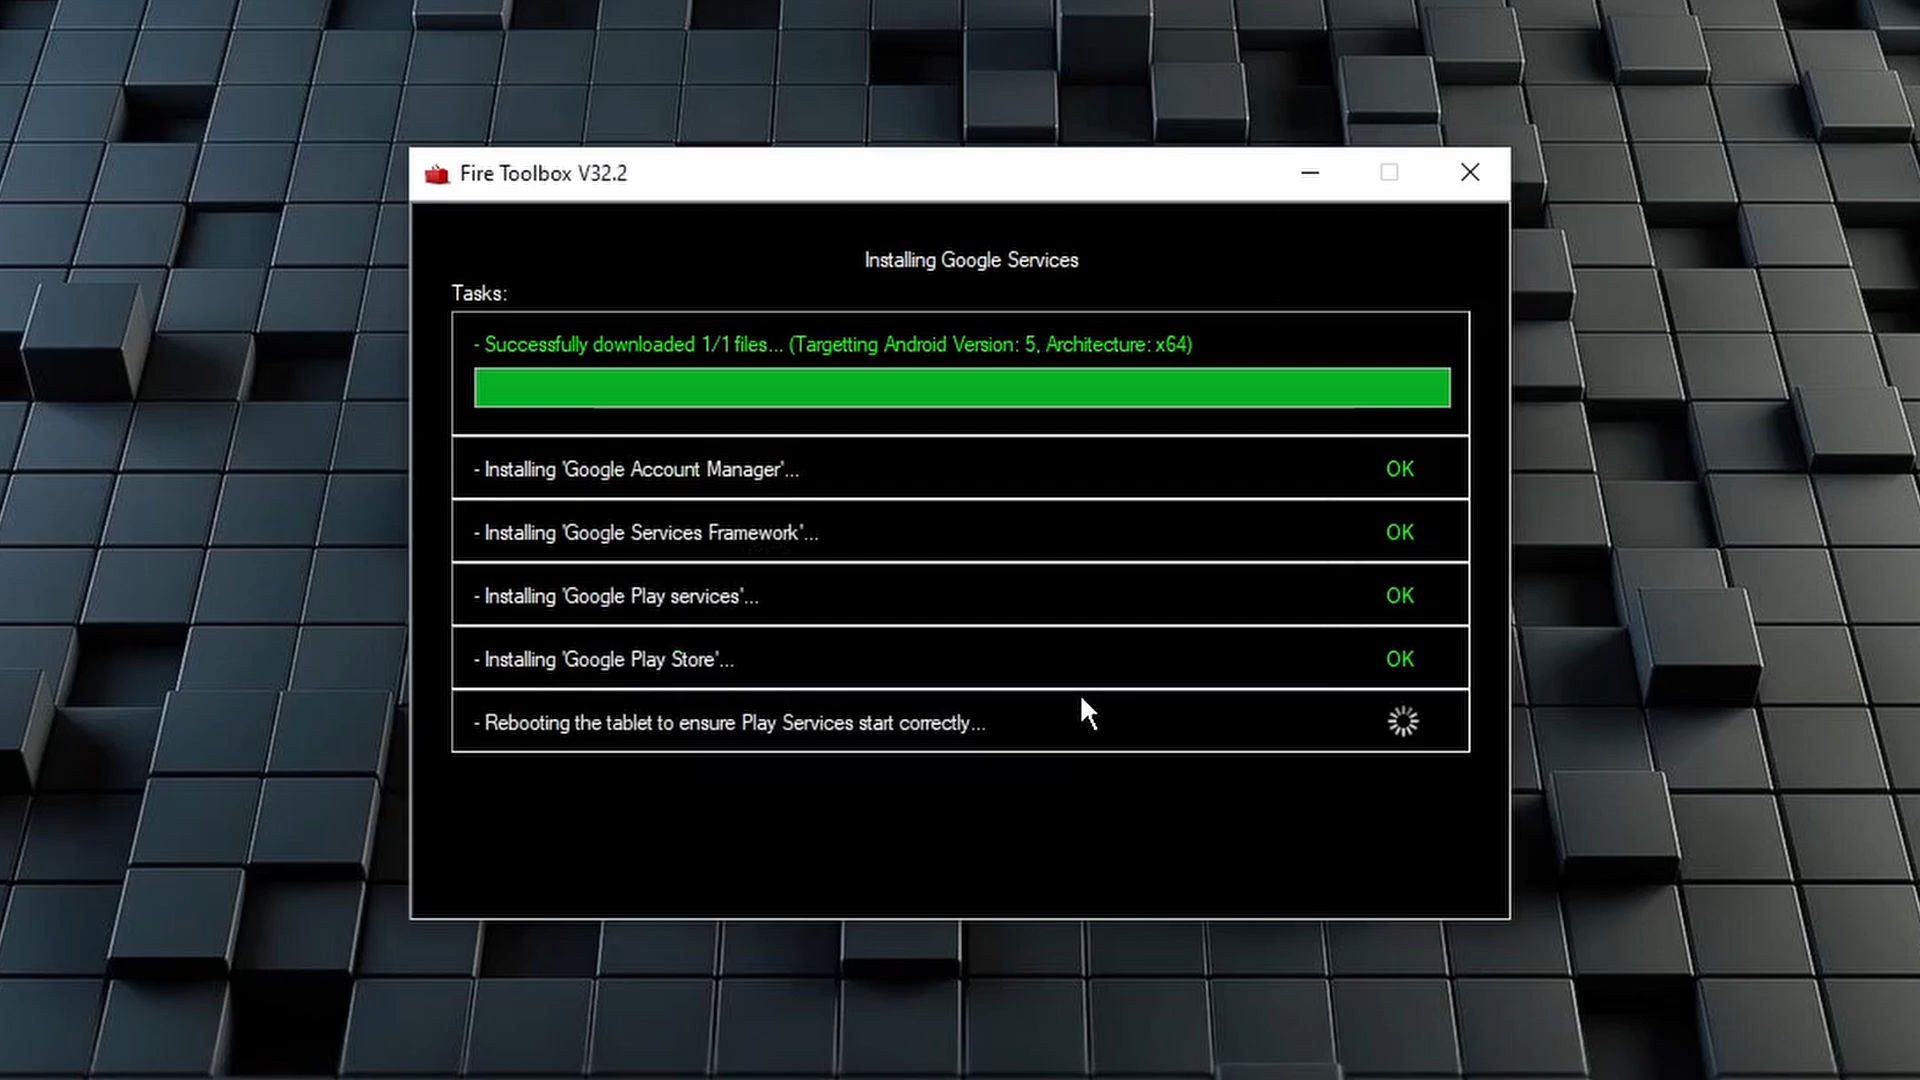 Fire Toolbox V32.2
Installing Google Services
Tasks:
- Successfully downloaded 1/1 files... (Targetting Android Version: 5, Architecture: x64)
- Installing 'Google Account Manager'... OK
- Installing 'Google Services Framework'... OK
- Installing 'Google Play services'... OK
- Installing 'Google Play Store'... OK
- Rebooting the tablet to ensure Play Services start correctly...